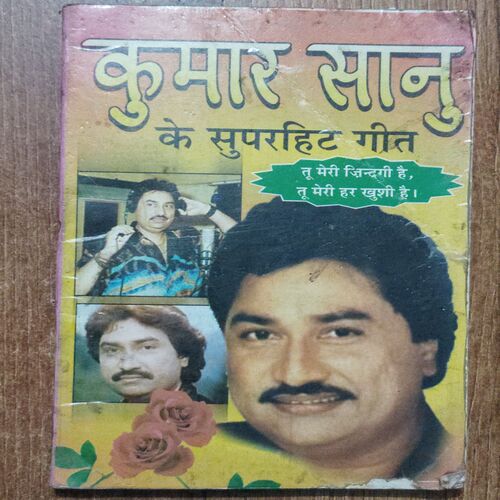 कुमार सानु
के सुपरहिट गीत
तू मेरी ज़िन्दगी है,
तू मेरी हर खुशी है।